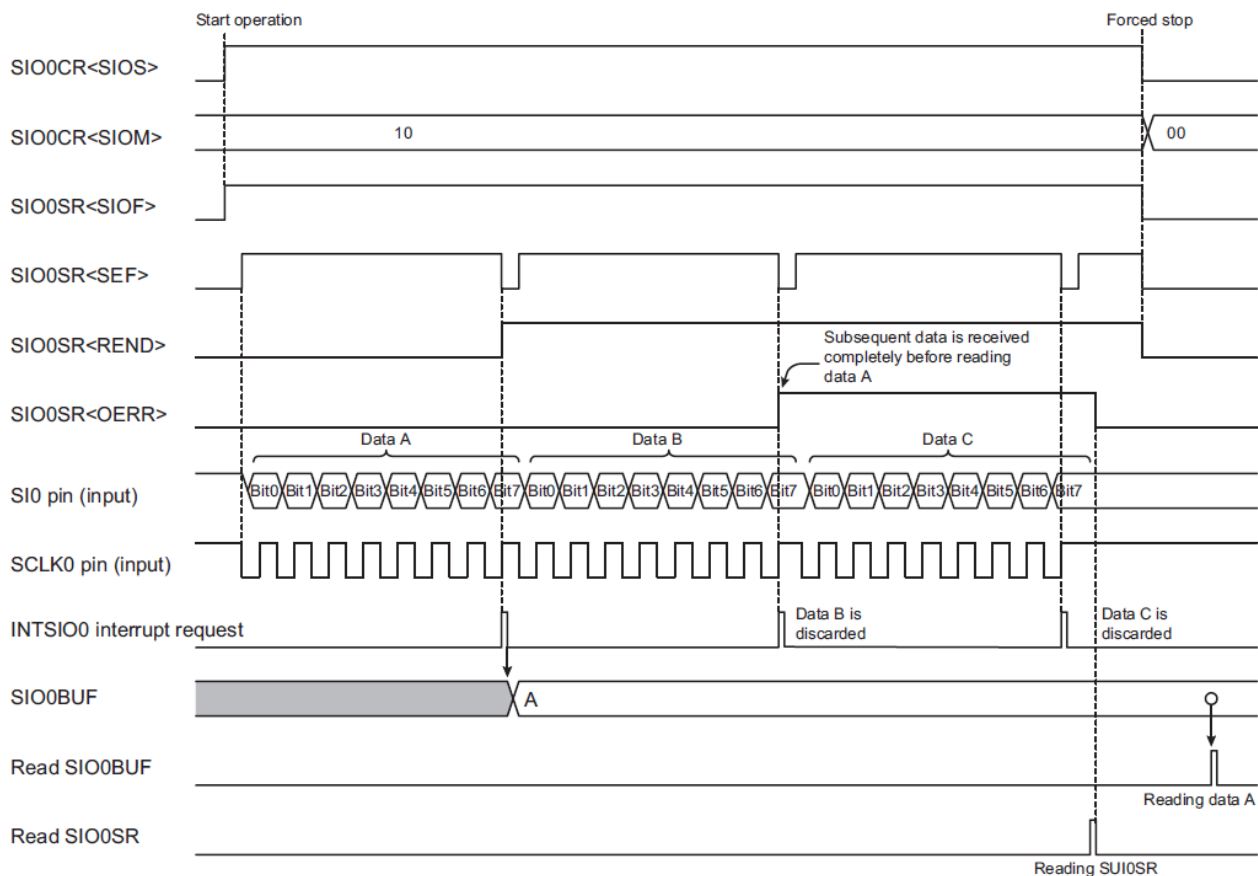 Start operation
Forced stop
SIO0CR<SIOS>
SIO0CR<SIOM>
10
00
SIO0SR<SIOF>
SIO0SR<SEF>
SIO0SR<REND>
Subsequent data is received
completely before reading
data A
SIO0SR<OERR>
Data A
Data B
Data C
SI0 pin (input)
Bit0 Bit1 Bit2 Bit3 Bit4 Bit5 Bit6 Bit7 Bit0 Bit1 Bit2 Bit3 Bit4 Bit5 Bit6 Bit7 Bit0 Bit1 Bit2 Bit3 Bit4 Bit5 Bit6 Bit7
SCLK0 pin (input)
INTSIO0 interrupt request
Data B is
discarded
Data C is
discarded
SIO0BUF
A
Read SIO0BUF
Reading data A
Read SIO0SR
Reading SUI0SR